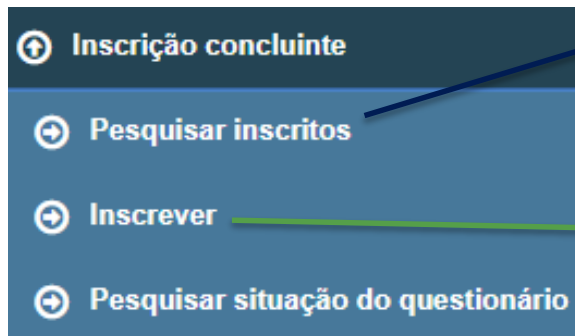 Inscrição concluinte
Pesquisar inscritos
Inscrever
Pesquisar situação do questionário